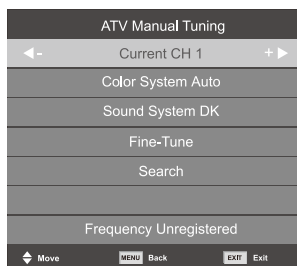 ATV Manual Tuning
- Current CH 1 +
Color System Auto
Sound System DK
Fine-Tune
Search
Frequency Unregistered
Move MENU Back EXIT Exit